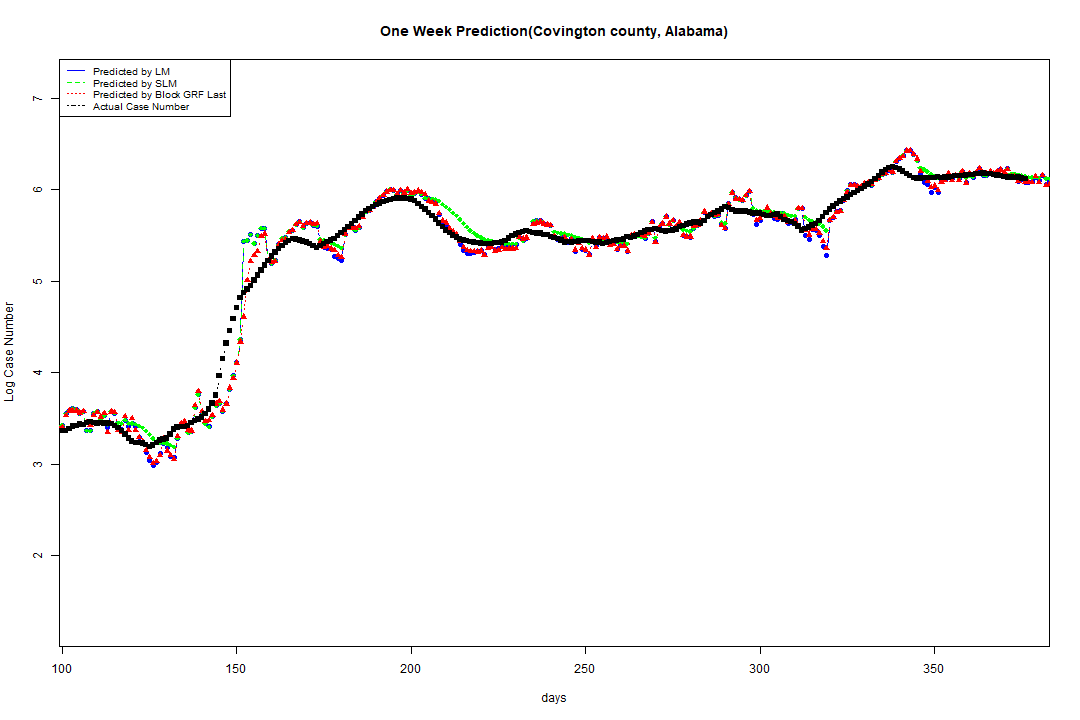 One Week Prediction(Covington county, Alabama)
Predicted by LM
Predicted by SLM
Predicted by Block GRF Last
Actual Case Number
7
6
5
4
3
2
Log Case Number
100 150 200 250 300 350
days